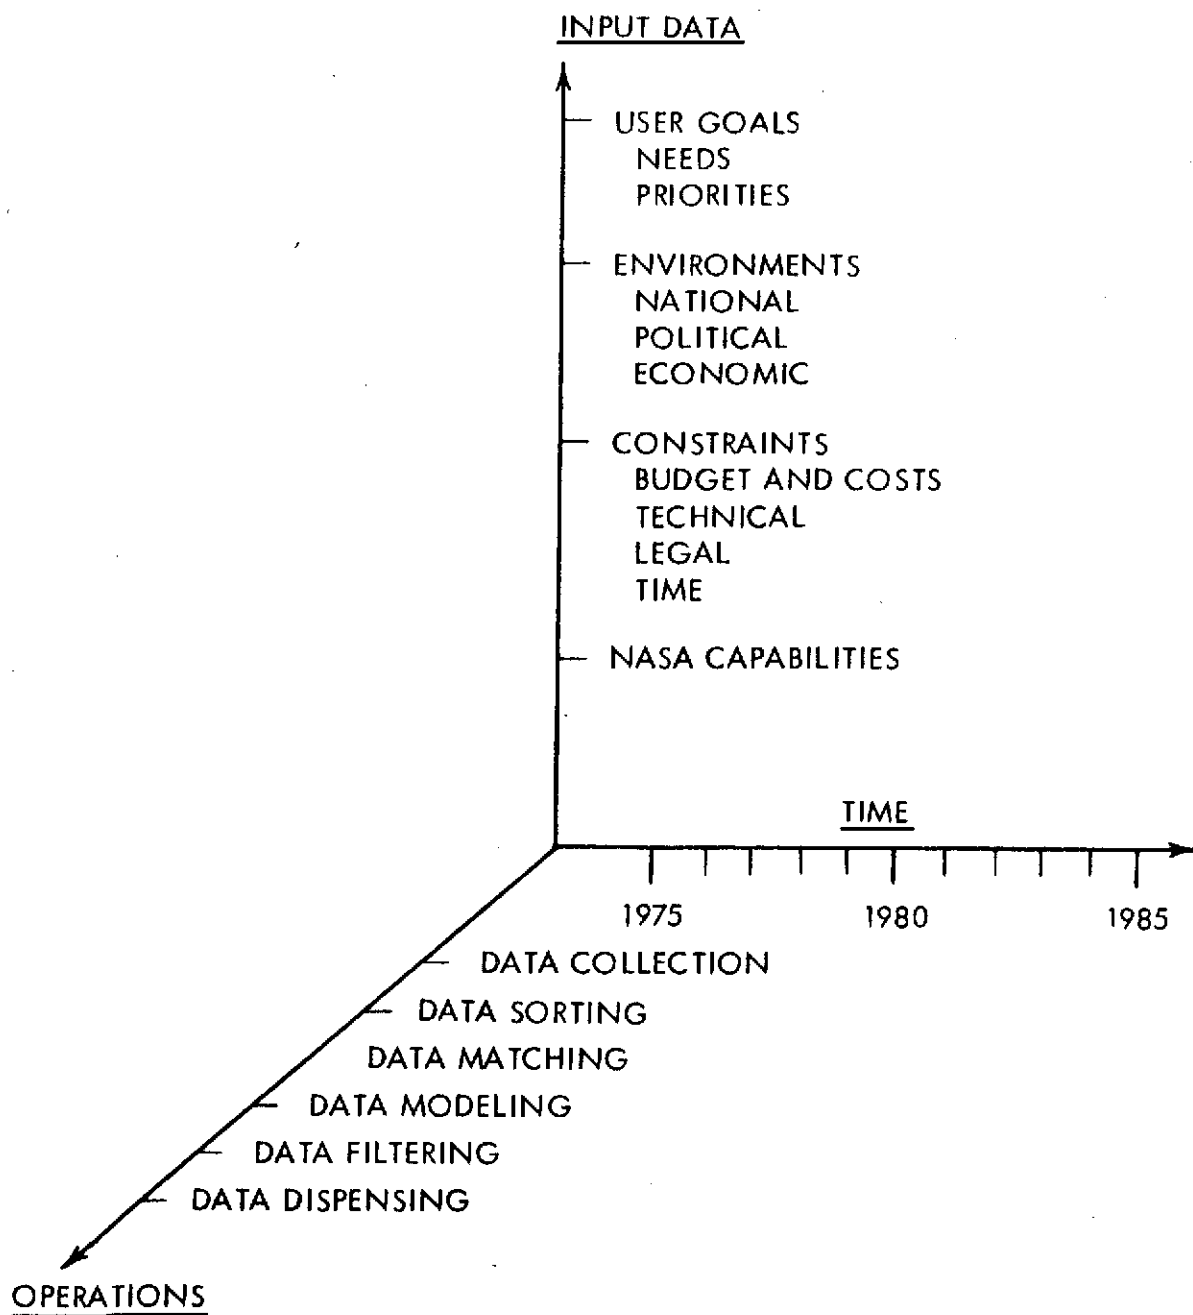 INPUT DATA
USER GOALS
NEEDS
PRIORITIES
ENVIRONMENTS
NATIONAL
POLITICAL
ECONOMIC
CONSTRAINTS
BUDGET AND COSTS
TECHNICAL
LEGAL
TIME
NASA CAPABILITIES
TIME
1975 1980 1985
DATA COLLECTION
DATA SORTING
DATA MATCHING
DATA MODELING
DATA FILTERING
DATA DISPENSING
OPERATIONS